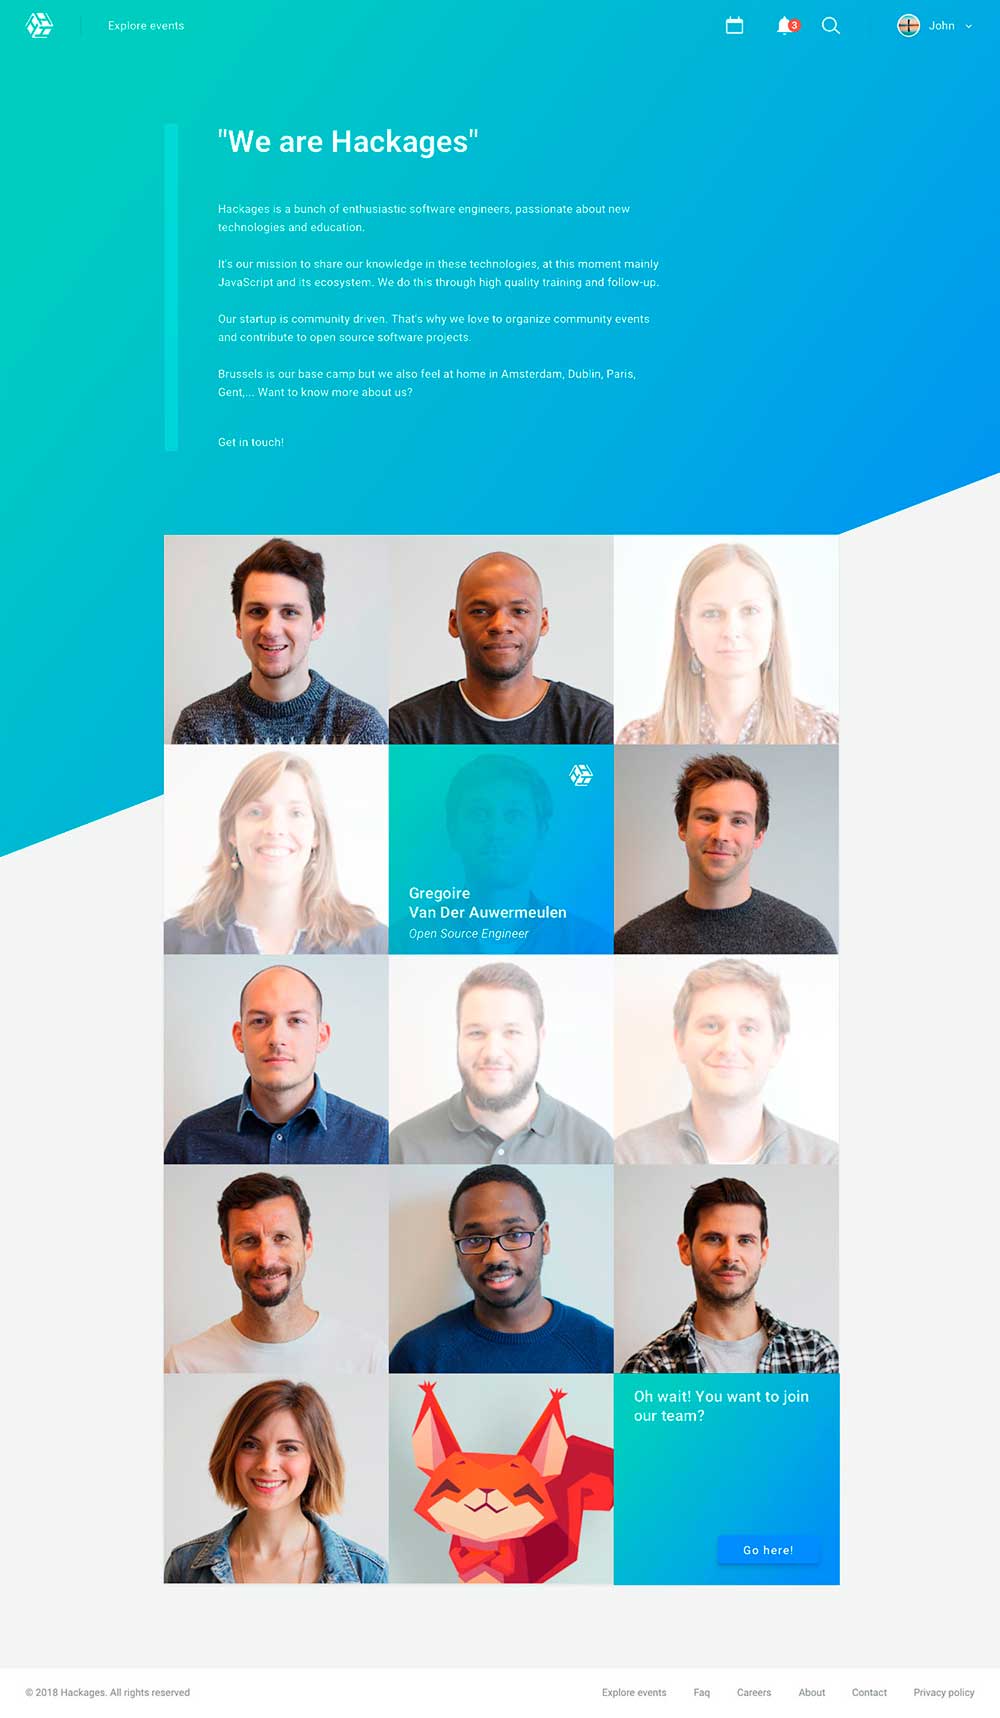 Explore events
3
John
"We are Hackages"
Hackages is a bunch of enthusiastic software engineers, passionate about new
technologies and education.
It's our mission to share our knowledge in these technologies, at this moment mainly
JavaScript and its ecosystem. We do this through high quality training and follow-up.
Our startup is community driven. That's why we love to organize community events
and contribute to open source software projects.
Brussels is our base camp but we also feel at home in Amsterdam, Dublin, Paris,
Gent,... Want to know more about us?
Get in touch!
Gregoire
Van Der Auwermeulen
Open Source Engineer
Oh wait! You want to join
our team?
Go here!
© 2018 Hackages. All rights reserved
Explore events
Faq
Careers
About
Contact
Privacy policy